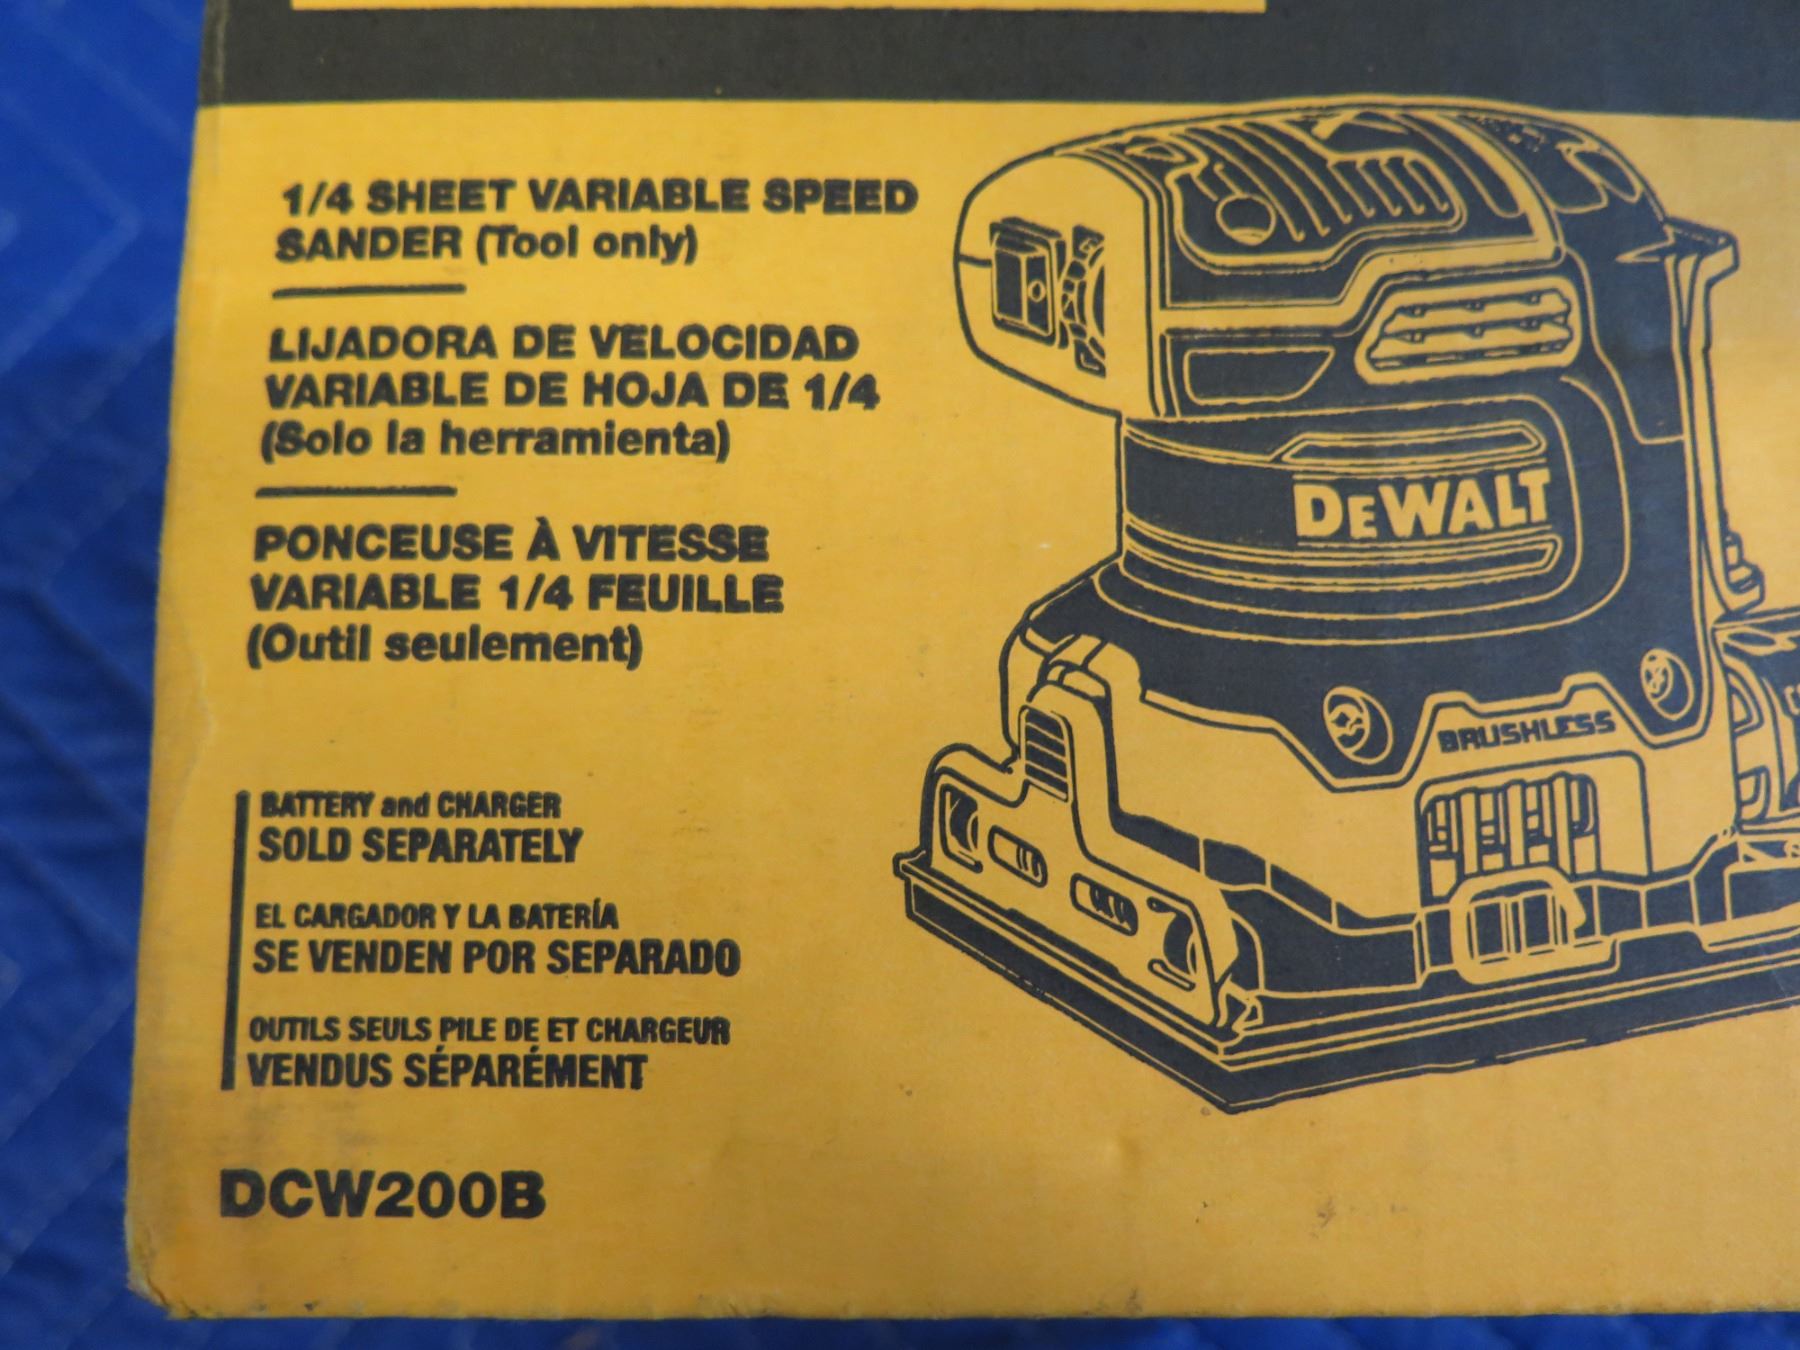 1/4 SHEET VARIABLE SPEED
SANDER (Tool only)
LIJADORA DE VELOCIDAD
VARIABLE DE HOJA DE 1/4
(Solo la herramienta)
PONCEUSE À VITESSE
VARIABLE 1/4 FEUILLE
(Outil seulement)
BATTERY and CHARGER
SOLD SEPARATELY
EL CARGADOR Y LA BATERÍA
SE VENDEN POR SEPARADO
OUTILS SEULS PILE DE ET CHARGEUR
VENDUS SÉPARÉMENT
DCW200B
DEWALT
BRUSHLESS